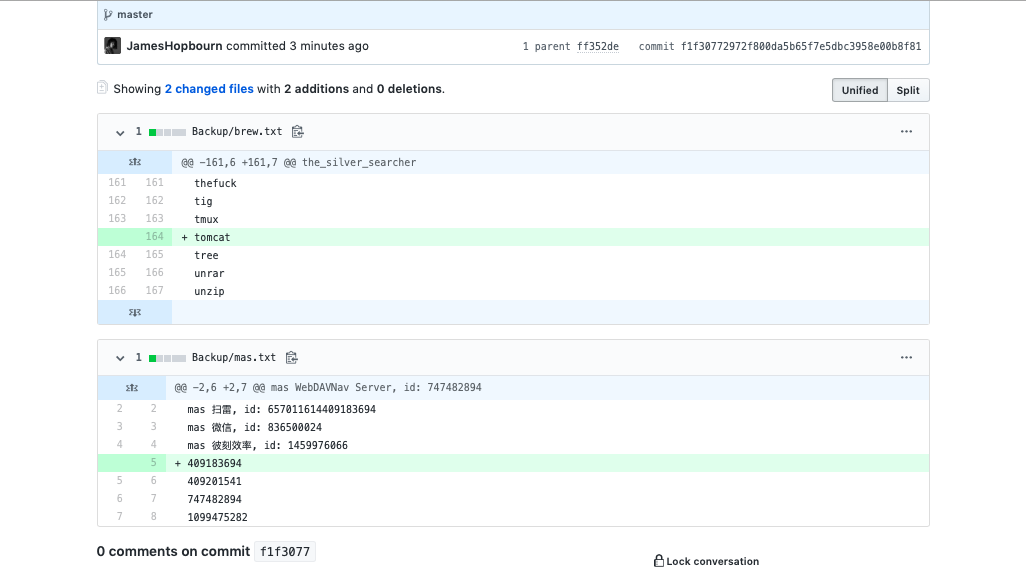 master
JamesHopbourn committed 3 minutes ago 1 parent ff352de commit f1f30772972f800da5b65f7e5dbc3958e00b8f81
Showing 2 changed files with 2 additions and 0 deletions. Unified Split
1 Backup/brew.txt ...
@@ -161,6 +161,7 @@ the_silver_searcher
161 161 thefuck
162 162 tig
163 163 tmux
164 + tomcat
164 165 tree
165 166 unrar
166 167 unzip
1 Backup/mas.txt ...
@@ -2,6 +2,7 @@ mas WebDAVNav Server, id: 747482894
2 2 mas 扫雷, id: 657011614409183694
3 3 mas 微信, id: 836500024
4 4 mas 彼刻效率, id: 1459976066
5 + 409183694
5 6 409201541
6 7 747482894
7 8 1099475282
0 comments on commit f1f3077 Lock conversation